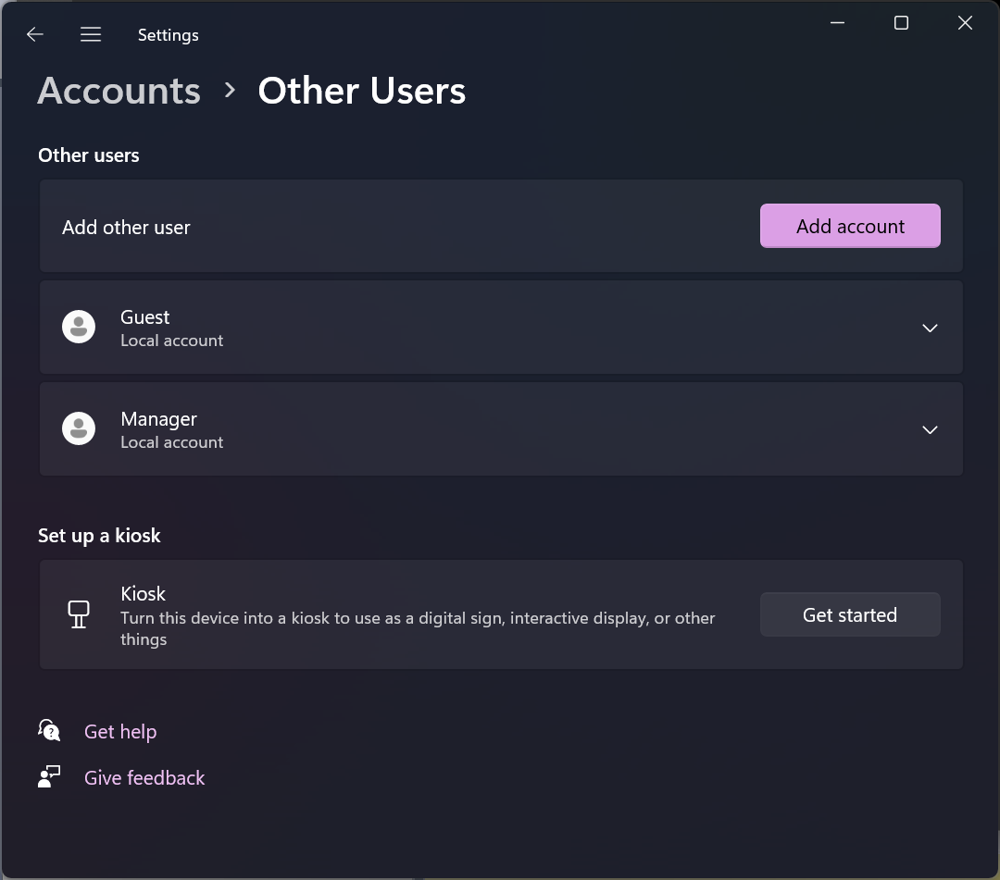 Settings
Accounts > Other Users
Other users
Add other user
Add account
Guest
Local account
Manager
Local account
Set up a kiosk
Kiosk
Turn this device into a kiosk to use as a digital sign, interactive display, or other
things
Get started
Get help
Give feedback